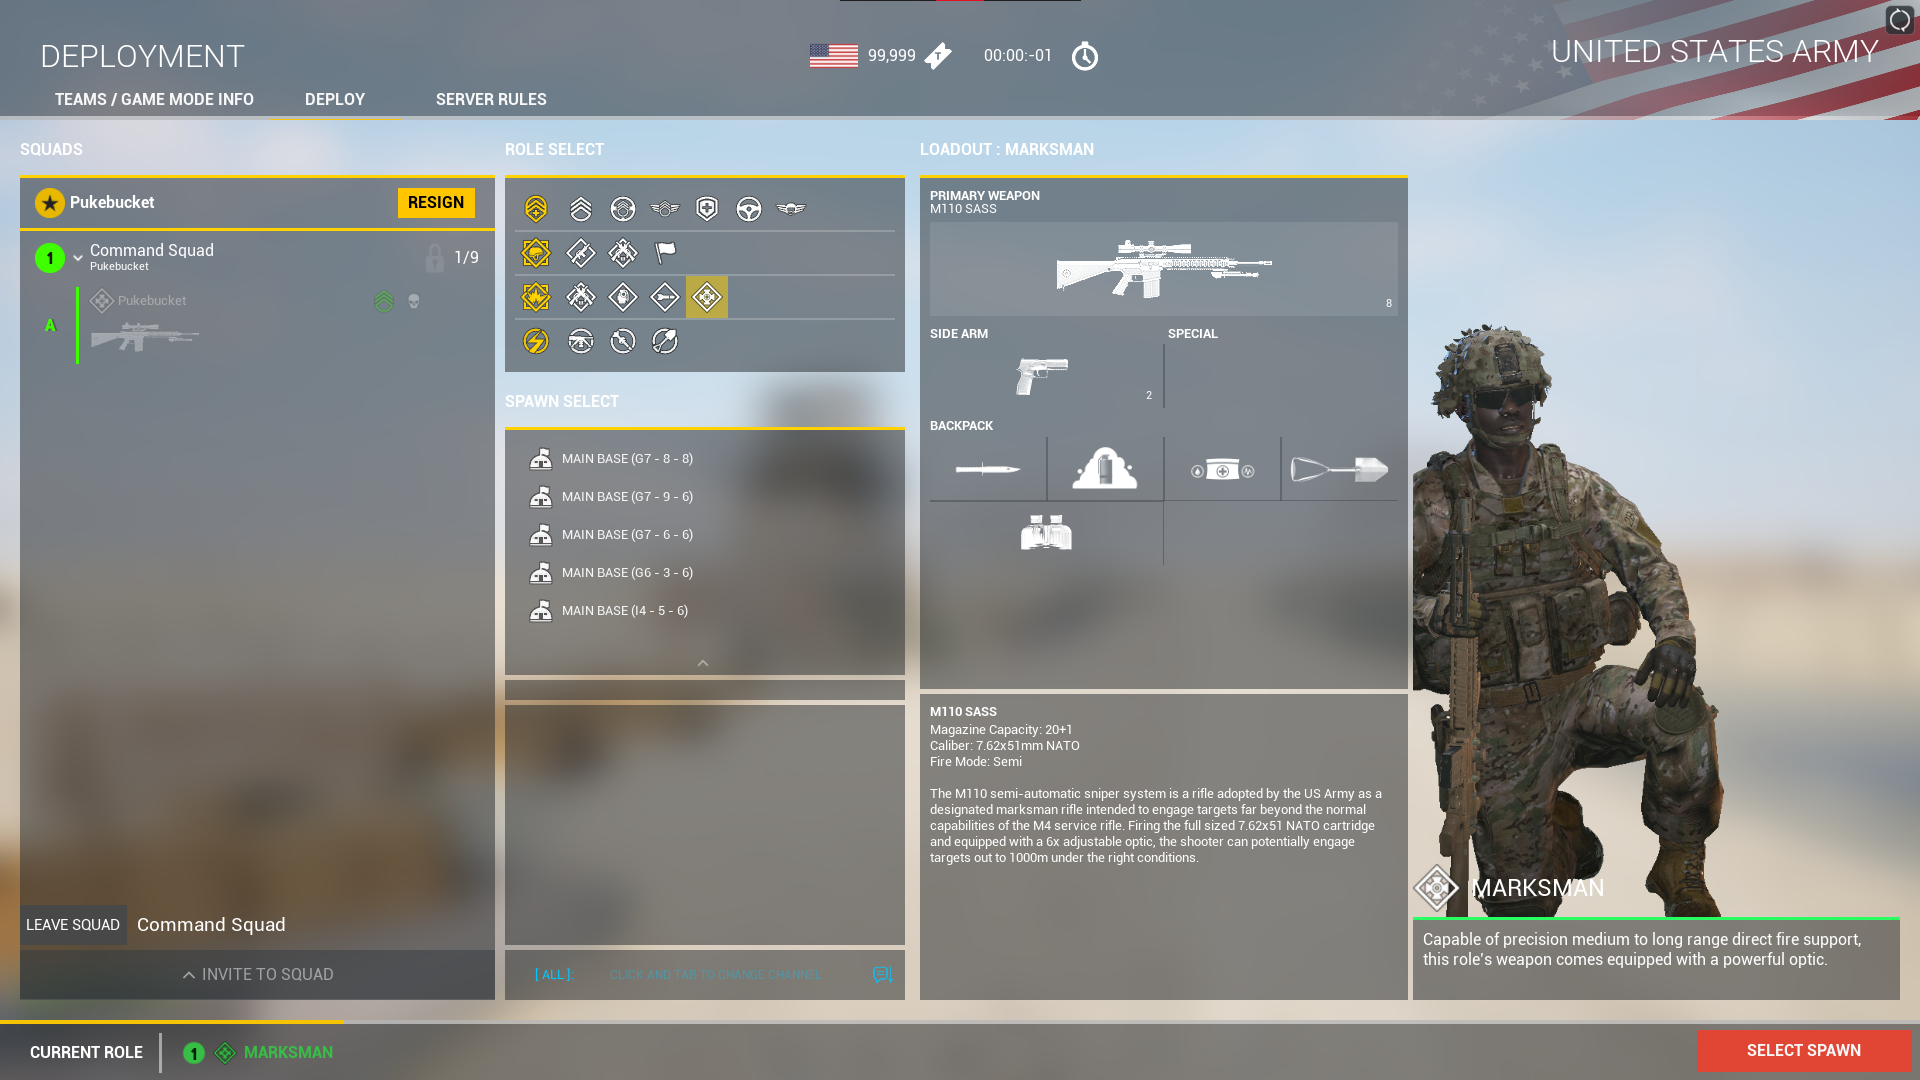 DEPLOYMENT
99,999
00:00:-01
UNITED STATES ARMY
TEAMS / GAME MODE INFO
DEPLOY
SERVER RULES
SQUADS
Pukebucket
RESIGN
1
Command Squad
Pukebucket
1/9
A
Pukebucket
LEAVE SQUAD
Command Squad
INVITE TO SQUAD
ROLE SELECT
SPAWN SELECT
MAIN BASE (G7 - 8 - 8)
MAIN BASE (G7 - 9 - 6)
MAIN BASE (G7 - 6 - 6)
MAIN BASE (G6 - 3 - 6)
MAIN BASE (I4 - 5 - 6)
[ ALL ]:
CLICK AND TAB TO CHANGE CHANNEL
LOADOUT : MARKSMAN
PRIMARY WEAPON
M110 SASS
8
SIDE ARM
SPECIAL
2
BACKPACK
M110 SASS
Magazine Capacity: 20+1
Caliber: 7.62x51mm NATO
Fire Mode: Semi
The M110 semi-automatic sniper system is a rifle adopted by the US Army as a
designated marksman rifle intended to engage targets far beyond the normal
capabilities of the M4 service rifle. Firing the full sized 7.62x51 NATO cartridge
and equipped with a 6x adjustable optic, the shooter can potentially engage
targets out to 1000m under the right conditions.
MARKSMAN
Capable of precision medium to long range direct fire support,
this role's weapon comes equipped with a powerful optic.
CURRENT ROLE
1
MARKSMAN
SELECT SPAWN